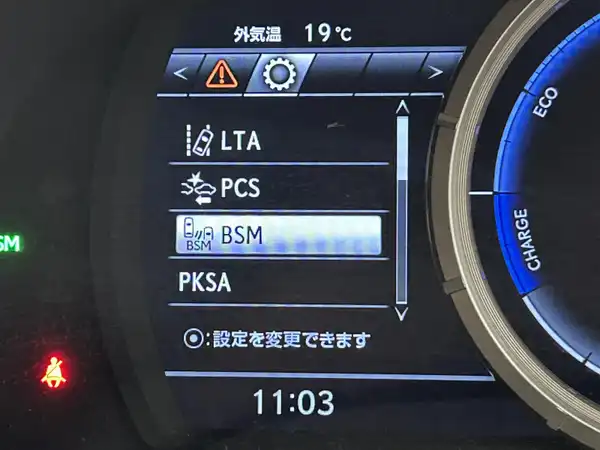 外気温 19℃
< >
LTA
PCS
BSM
BSM
PKSA
SM
⦿:設定を変更できます
11:03
ECO
CHARGE